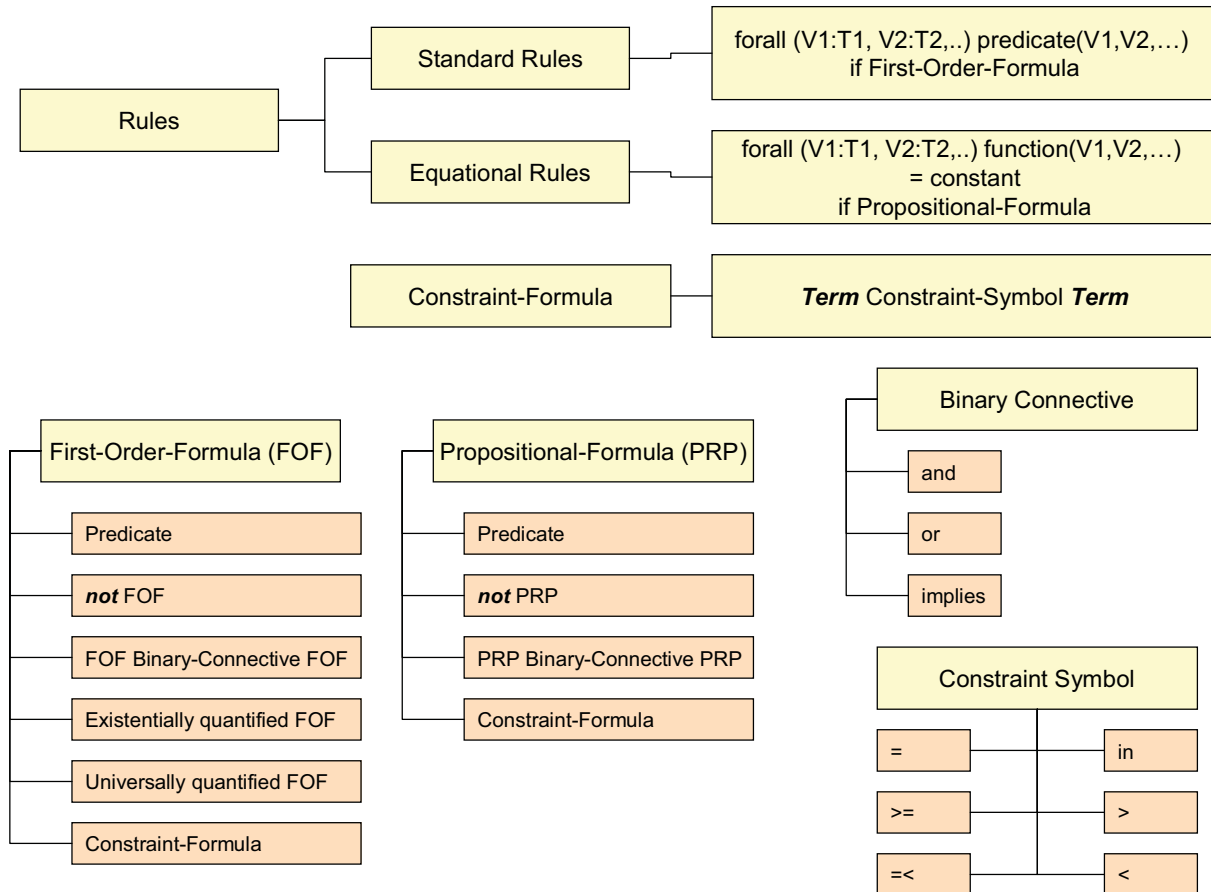 Rules
Standard Rules
forall (V1:T1, V2:T2,..) predicate(V1,V2,…)
if First-Order-Formula
Equational Rules
forall (V1:T1, V2:T2,..) function(V1,V2,…)
= constant
if Propositional-Formula
Constraint-Formula
Term Constraint-Symbol Term
First-Order-Formula (FOF)
Predicate
not FOF
FOF Binary-Connective FOF
Existentially quantified FOF
Universally quantified FOF
Constraint-Formula
Propositional-Formula (PRP)
Predicate
not PRP
PRP Binary-Connective PRP
Constraint-Formula
Binary Connective
and
or
implies
Constraint Symbol
=
in
>=
>
=<
<